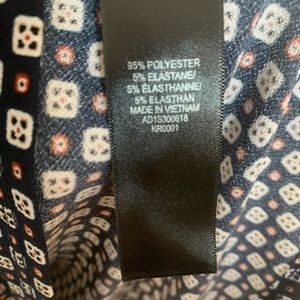 95% POLYESTER
5% ELASTANE/
5% ELASTHANNE/
5% ELASTHAN
MADE IN VIETNAM
AD1S300618
KR0001